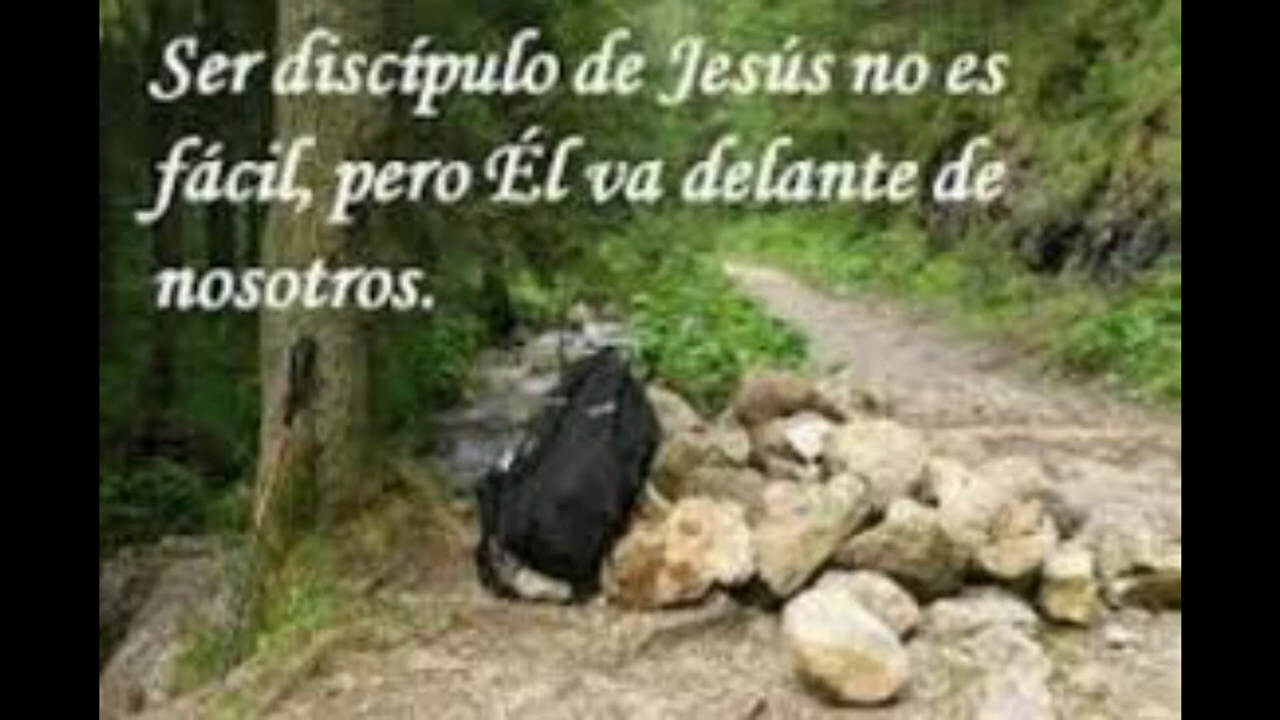 Ser discípulo de Jesús no es
fácil, pero Él va delante de
nosotros.